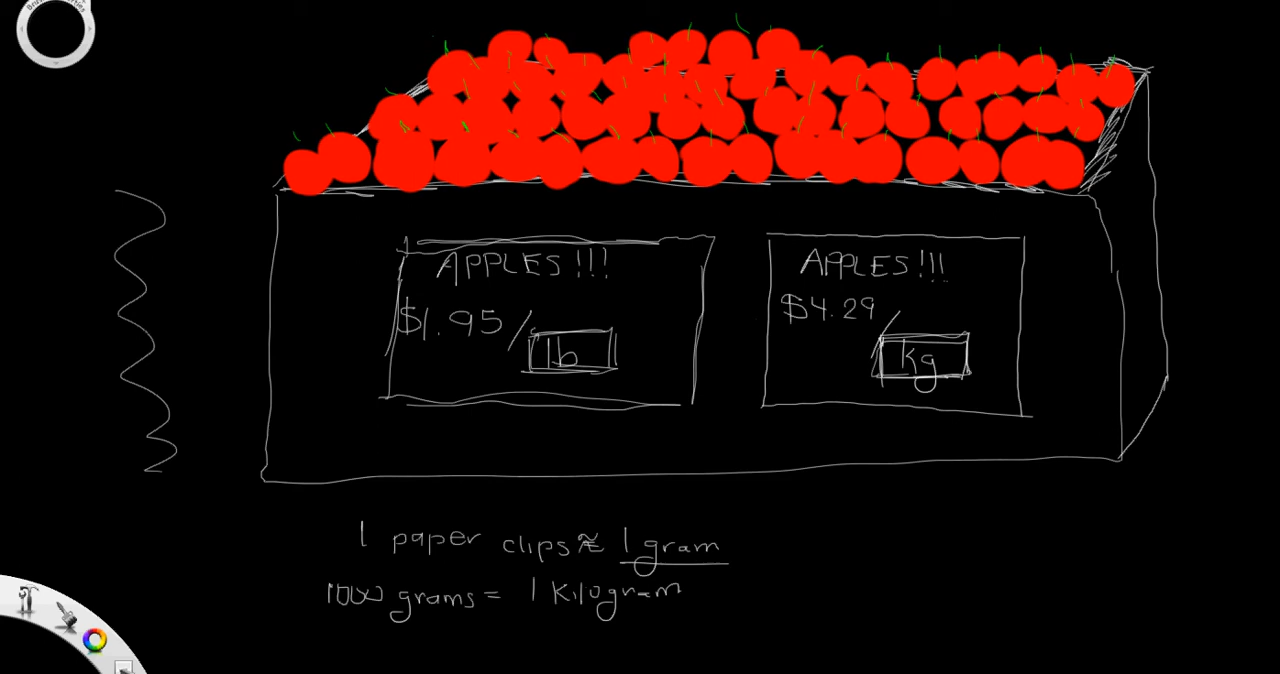 APPLES!!!
$1.95/lb
APPLES!!!
$4.29/kg
1 paper clips ≈ 1 gram
1000 grams = 1 kilogram